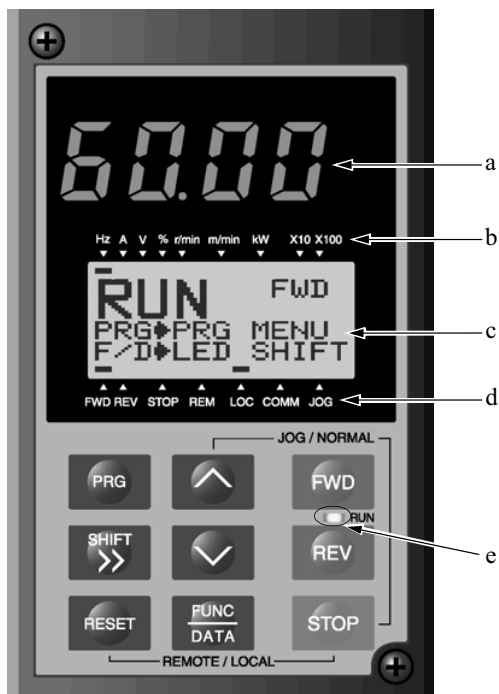 60.00
a
Hz A V % r/min m/min kW X10 X100
b
RUN FWD
PRG▶PRG MENU
c
F/D▶LED SHIFT
FWD REV STOP REM LOC COMM JOG
d
JOG / NORMAL
PRG FWD
RUN
SHIFT >> REV
e
RESET FUNC STOP
DATA
REMOTE / LOCAL